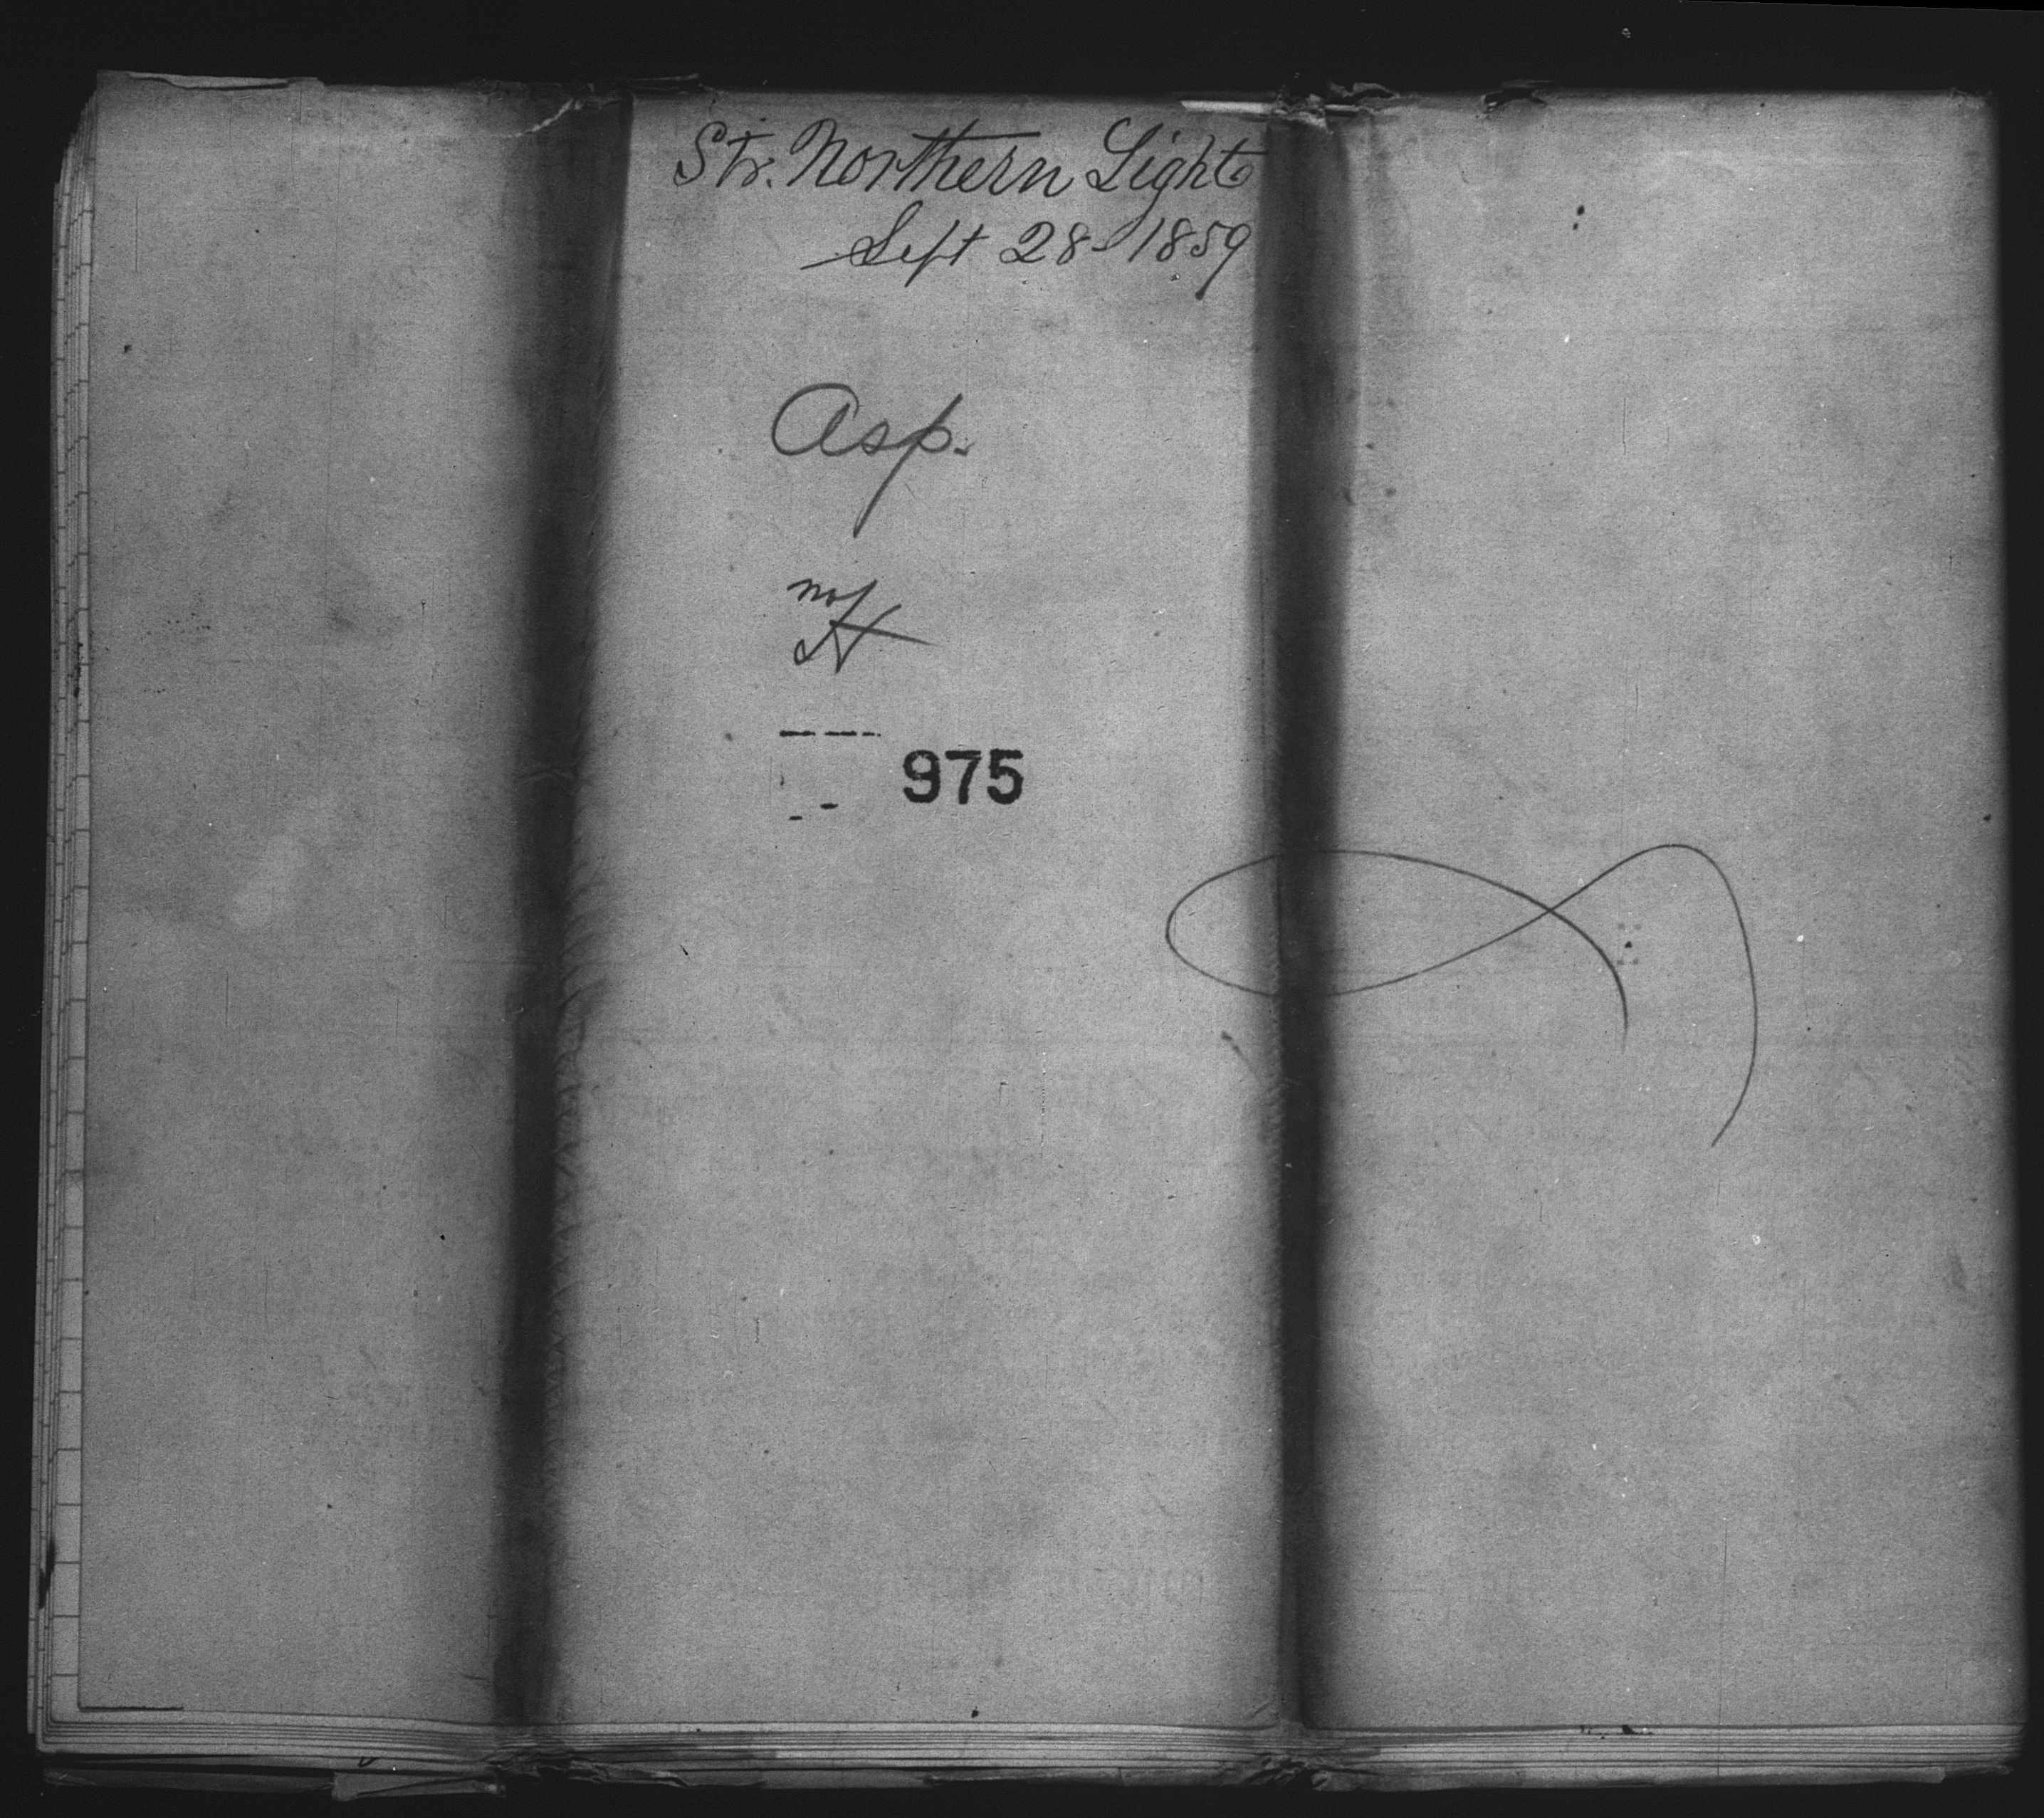 Str. Northern Light
Sept 28-1859
Asp.
975